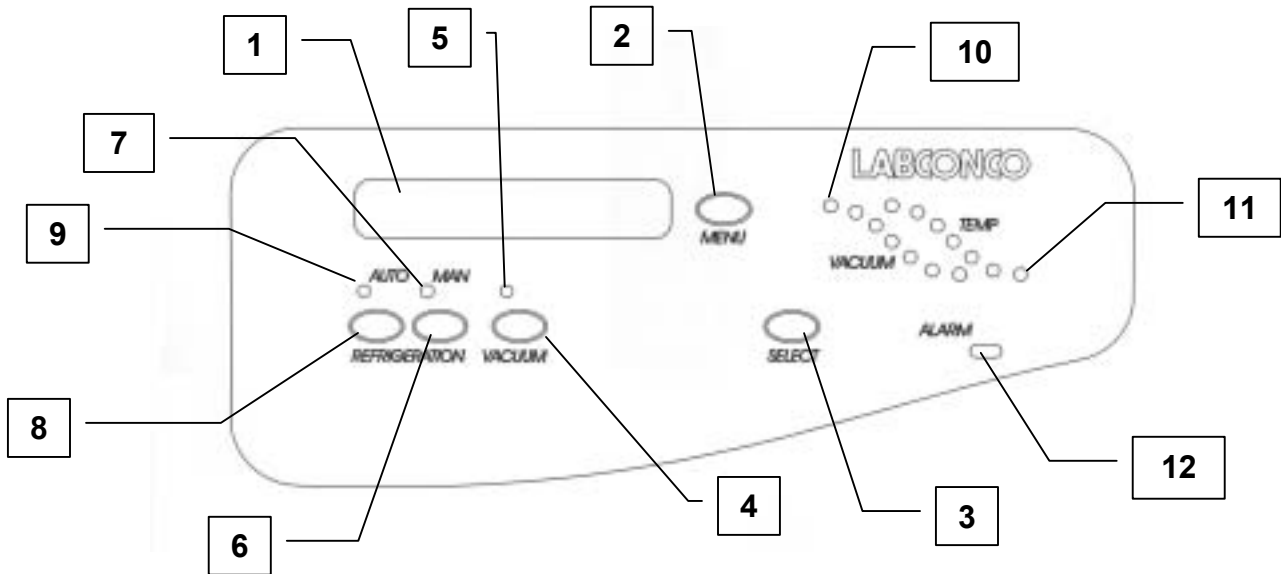 1
5
2
10
7
LABCONCO
11
9
MENU
TEMP
VACUUM
AUTO MAN
ALARM
REFRIGERATION VACUUM
SELECT
8
12
4
3
6